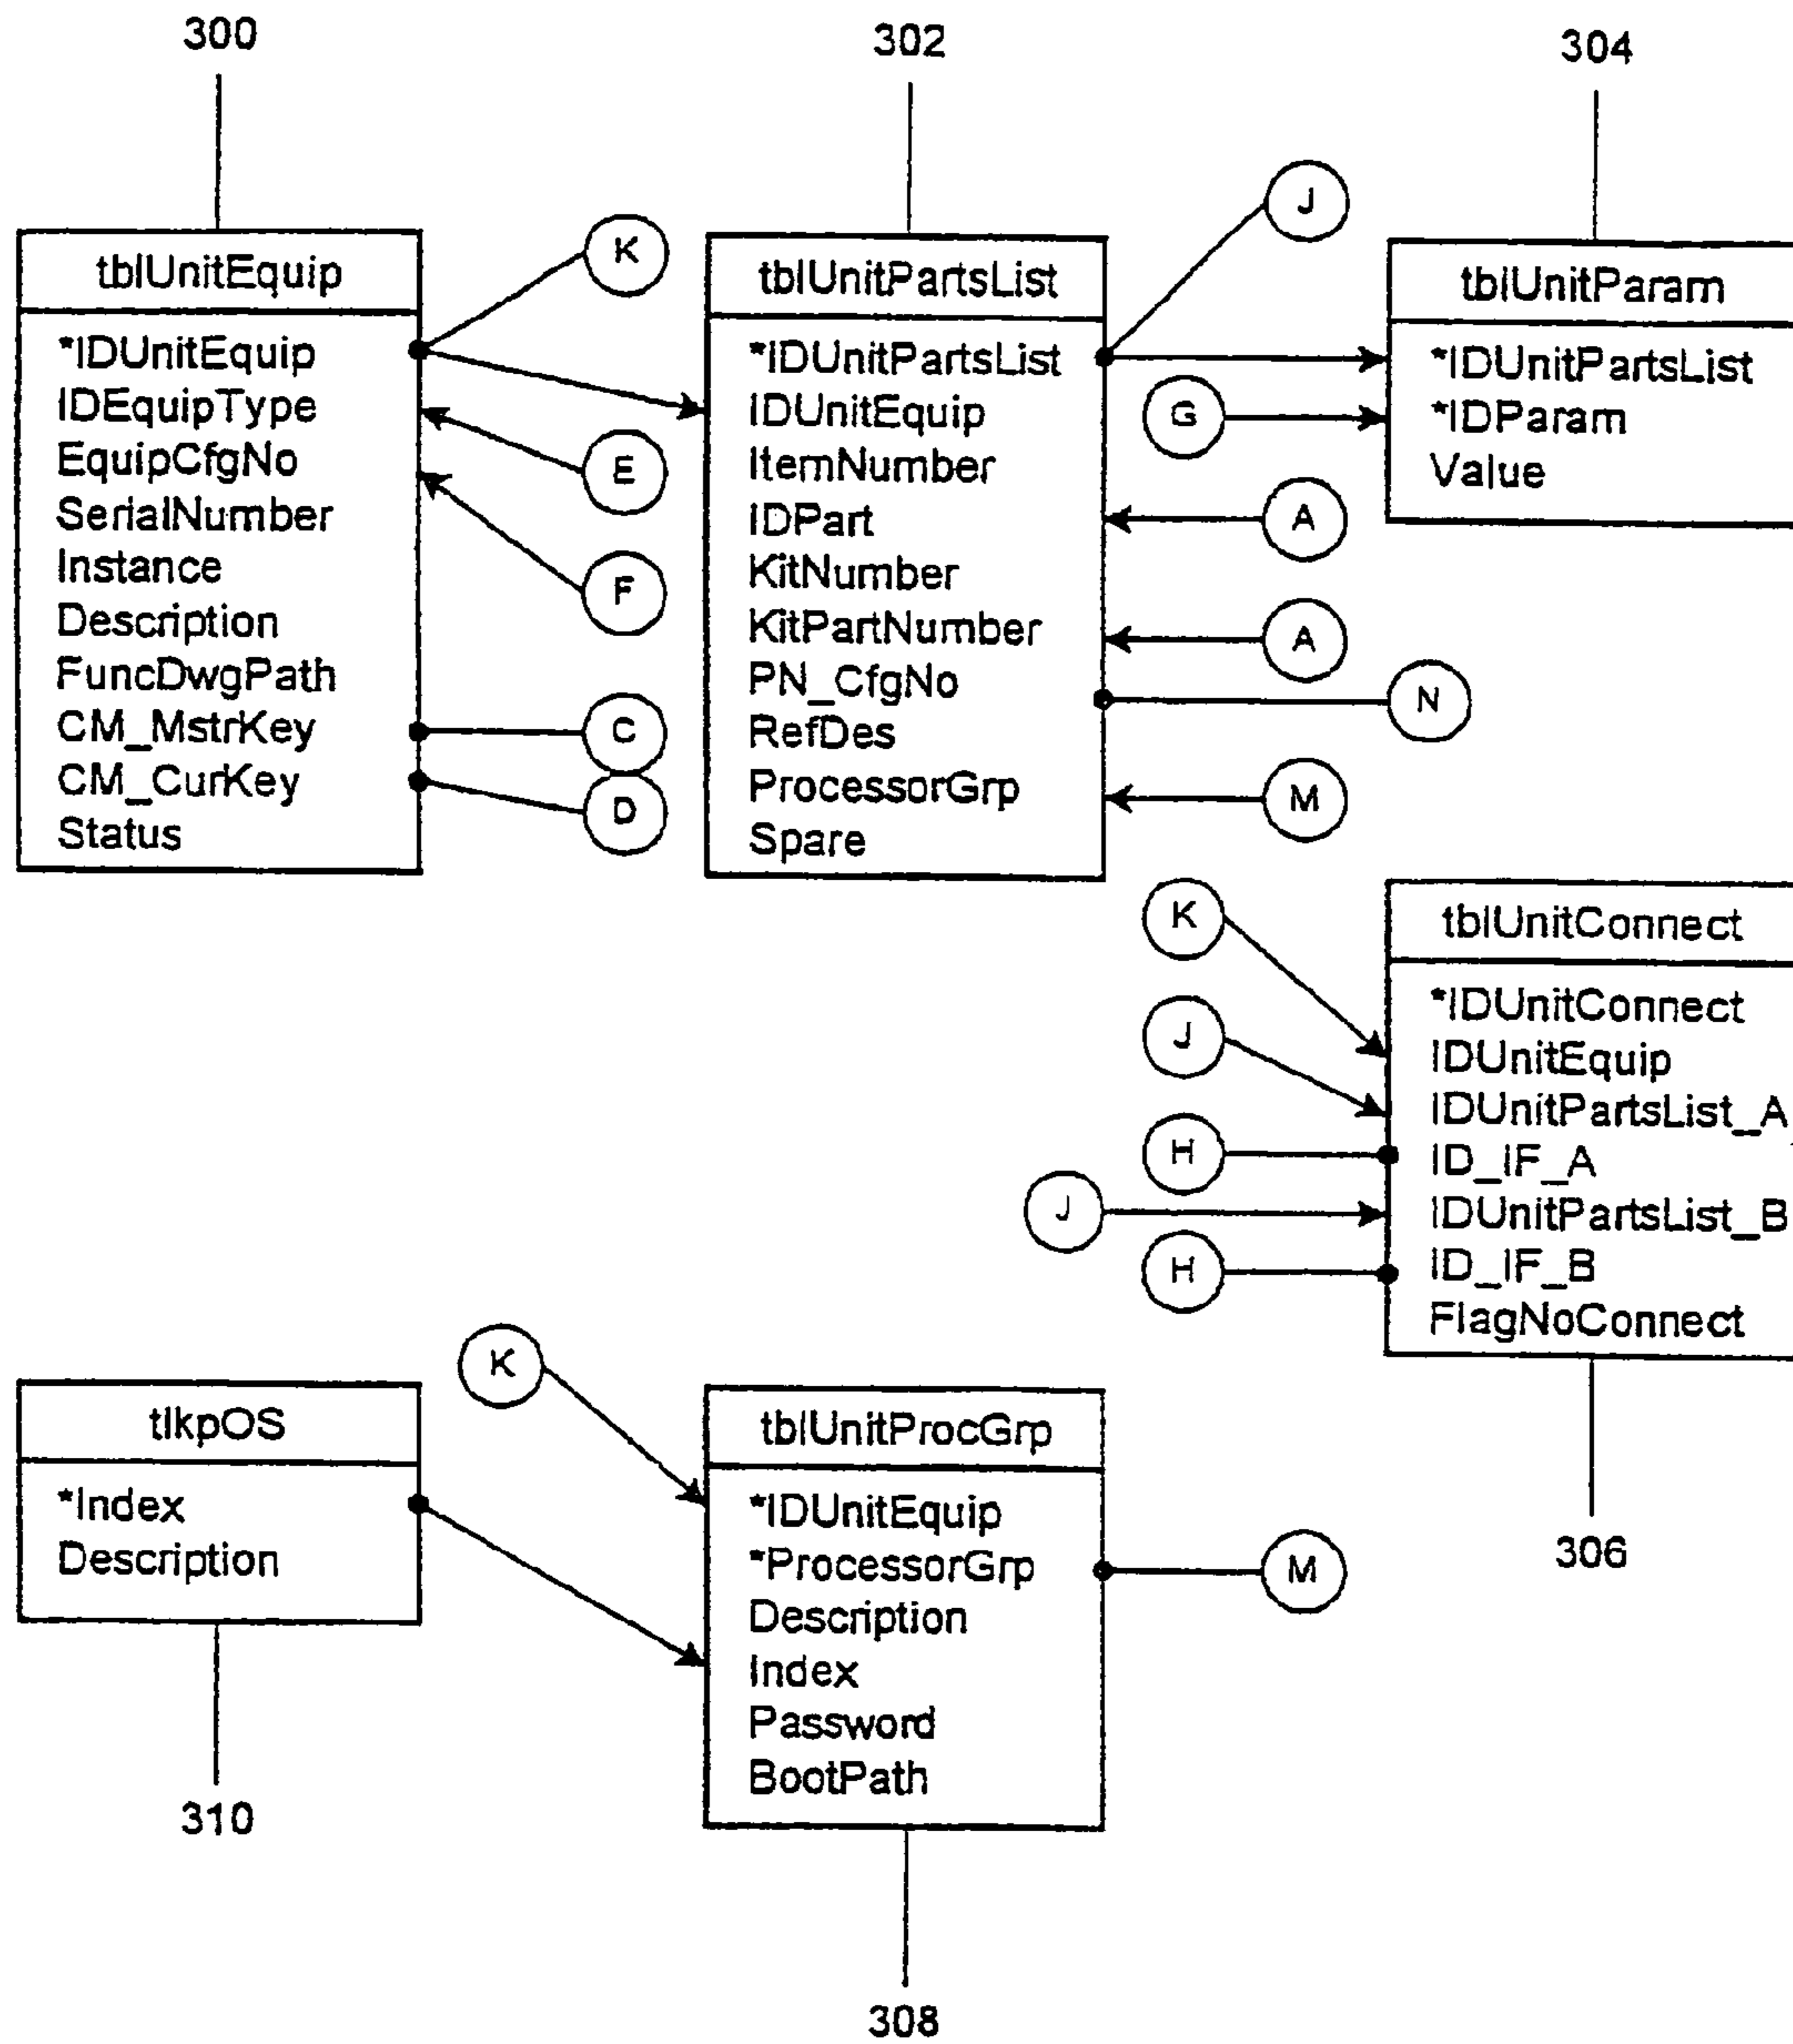 300
302
304
tblUnitEquip
*IDUnitEquip
IDEquipType
EquipCfgNo
SerialNumber
Instance
Description
FuncDwgPath
CM_MstrKey
CM_CurKey
Status
K
E
F
C
D
tblUnitPartsList
*IDUnitPartsList
IDUnitEquip
ItemNumber
IDPart
KitNumber
KitPartNumber
PN_CfgNo
RefDes
ProcessorGrp
Spare
J
G
A
A
N
M
tblUnitParam
*IDUnitPartsList
*IDParam
Value
K
J
H
J
H
tblUnitConnect
*IDUnitConnect
IDUnitEquip
IDUnitPartsList_A
ID_IF_A
IDUnitPartsList_B
ID_IF_B
FlagNoConnect
306
tlkpOS
*Index
Description
310
K
tblUnitProcGrp
*IDUnitEquip
*ProcessorGrp
Description
Index
Password
BootPath
M
308